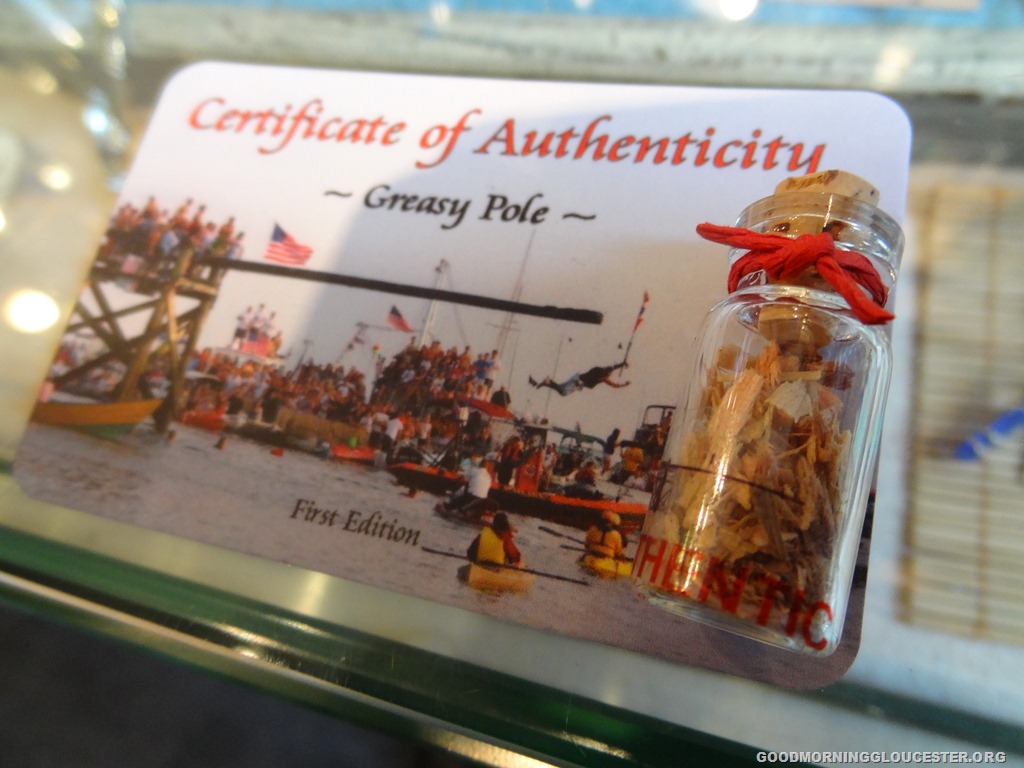 Certificate of Authenticity
~ Greasy Pole ~
First Edition
THENTIC
GOODMORNINGGLOUCESTER.ORG